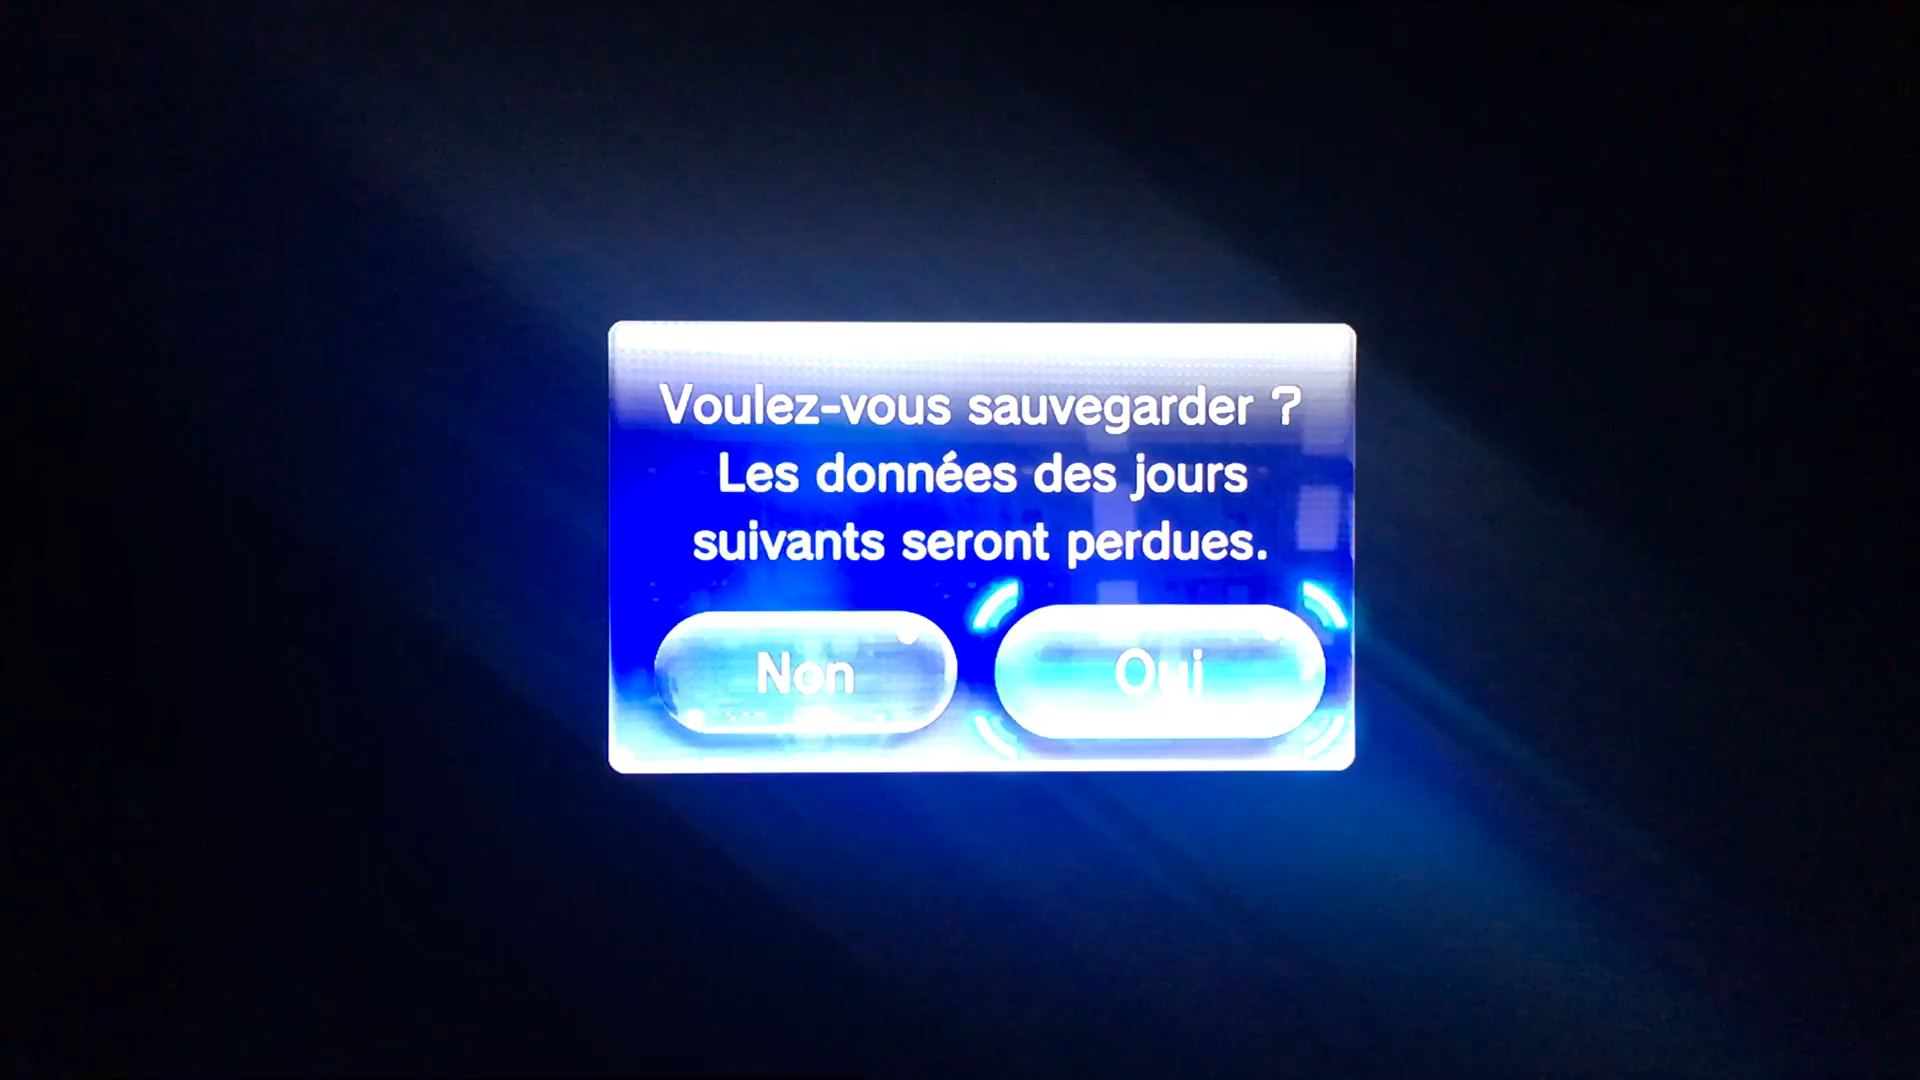 Voulez-vous sauvegarder ?
Les données des jours
suivants seront perdues.
Non
Oui